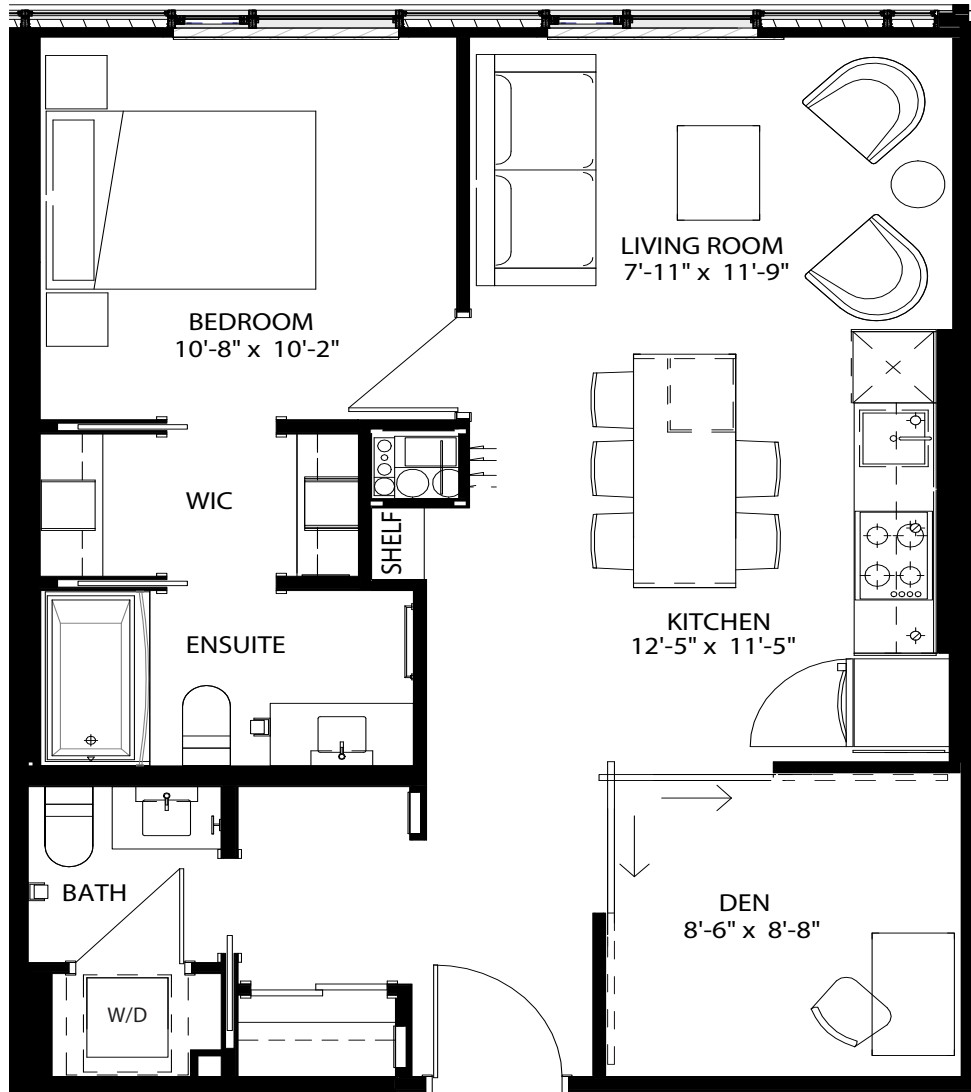 LIVING ROOM
7'-11" x 11'-9"
BEDROOM
10'-8" x 10'-2"
WIC
SHELF
KITCHEN
12'-5" x 11'-5"
ENSUITE
BATH
DEN
8'-6" x 8'-8"
W/D